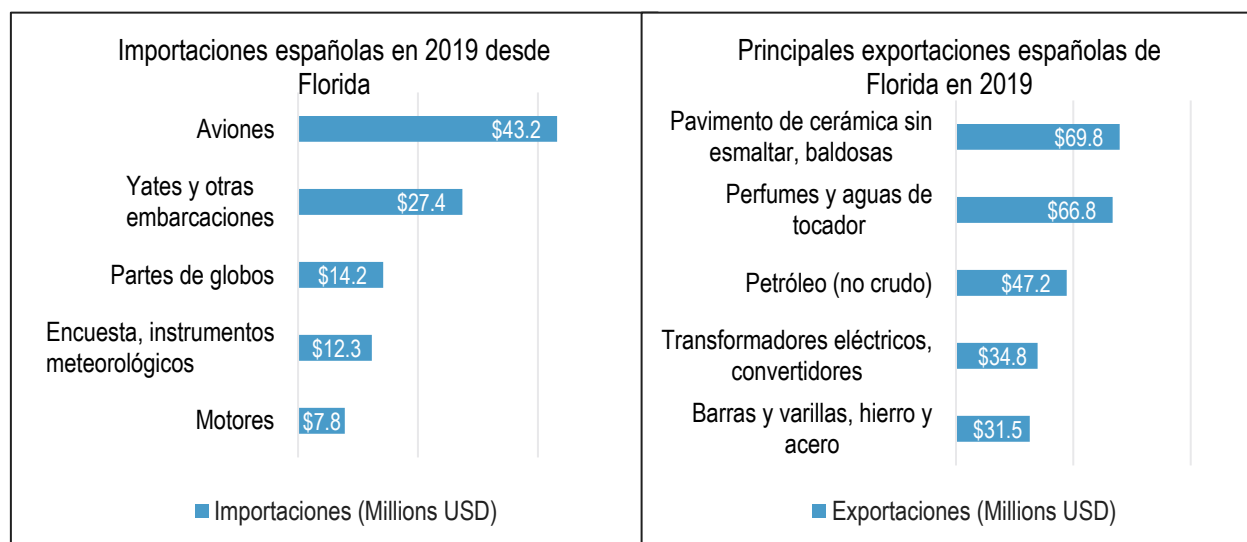 Importaciones españolas en 2019 desde
Florida
Aviones
$43.2
Yates y otras
embarcaciones
$27.4
Partes de globos
$14.2
Encuesta, instrumentos
meteorológicos
$12.3
Motores
$7.8
Importaciones (Millions USD)
Principales exportaciones españolas de
Florida en 2019
Pavimento de cerámica sin
esmaltar, baldosas
$69.8
Perfumes y aguas de
tocador
$66.8
Petróleo (no crudo)
$47.2
Transformadores eléctricos,
convertidores
$34.8
Barras y varillas, hierro y
acero
$31.5
Exportaciones (Millions USD)